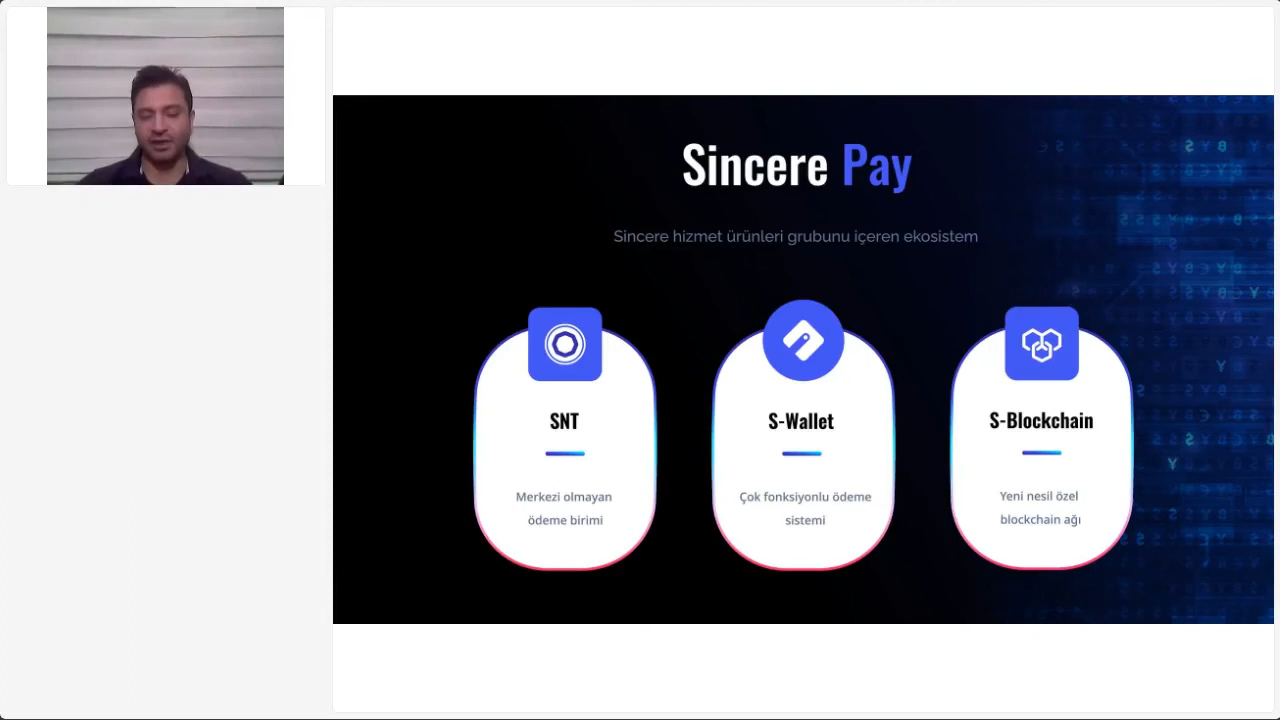 Sincere Pay
Sincere hizmet ürünleri grubunu içeren ekosistem
SNT
Merkezi olmayan
ödeme birimi
S-Wallet
Çok fonksiyonlu ödeme
sistemi
S-Blockchain
Yeni nesil özel
blockchain ağı